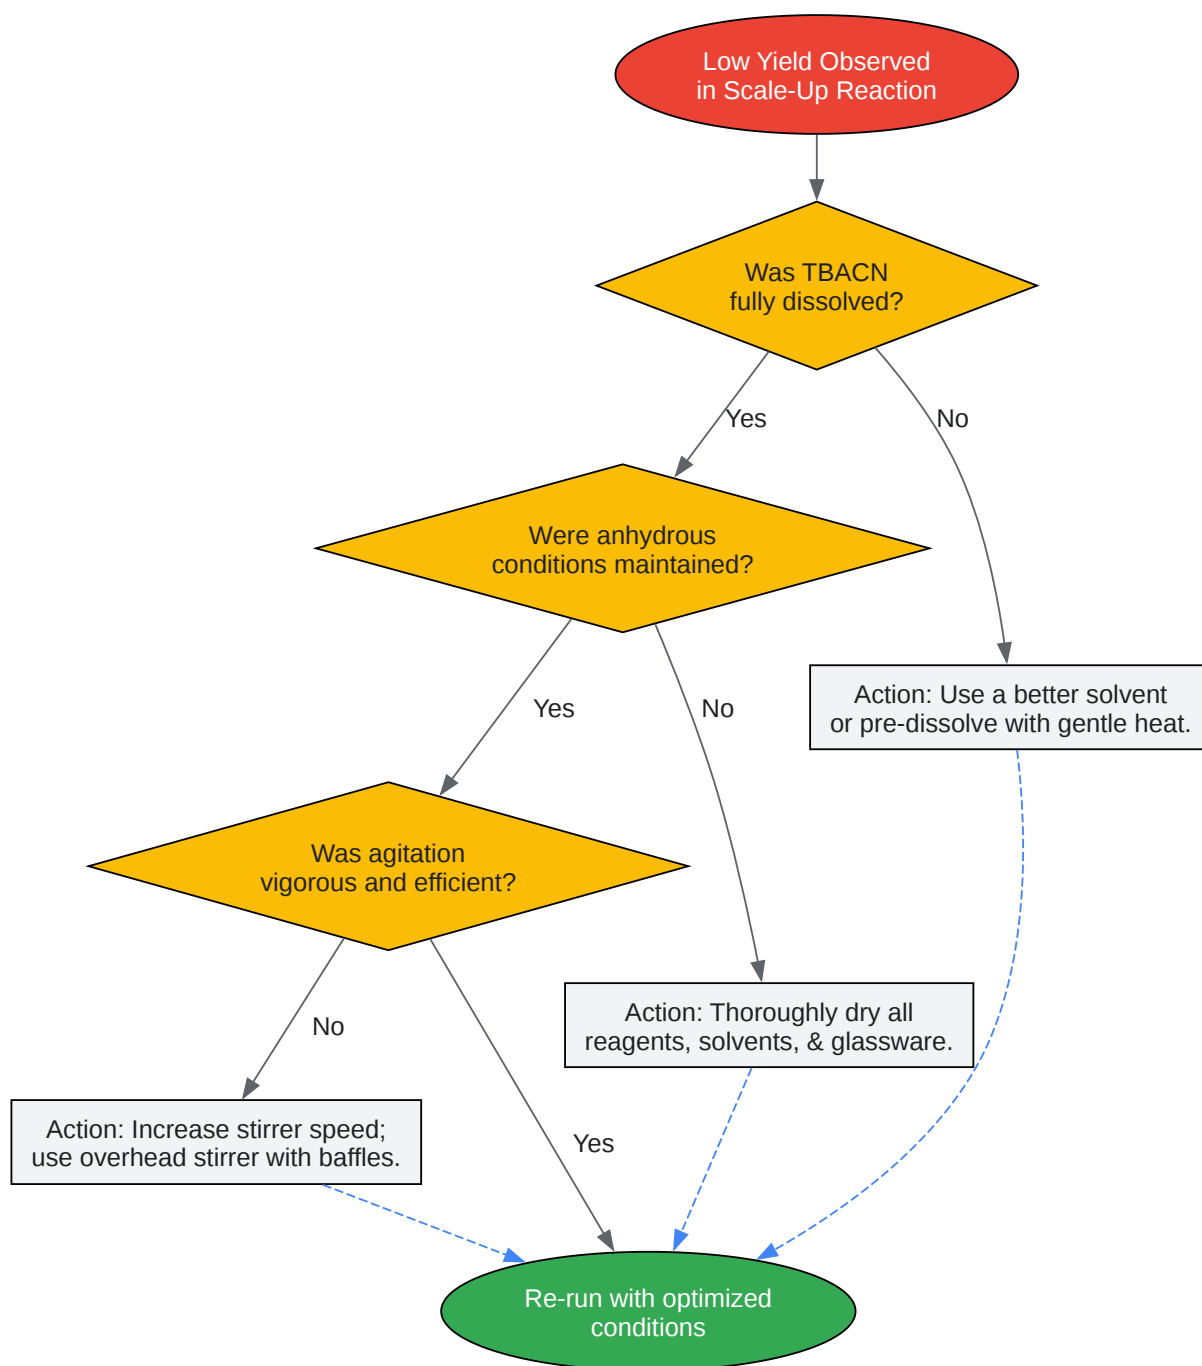 Low Yield Observed
in Scale-Up Reaction
Was TBACN
fully dissolved?
Yes
No
Were anhydrous
conditions maintained?
Action: Use a better solvent
or pre-dissolve with gentle heat.
Yes
No
Was agitation
vigorous and efficient?
Action: Thoroughly dry all
reagents, solvents, & glassware.
No
Yes
Action: Increase stirrer speed;
use overhead stirrer with baffles.
Re-run with optimized
conditions